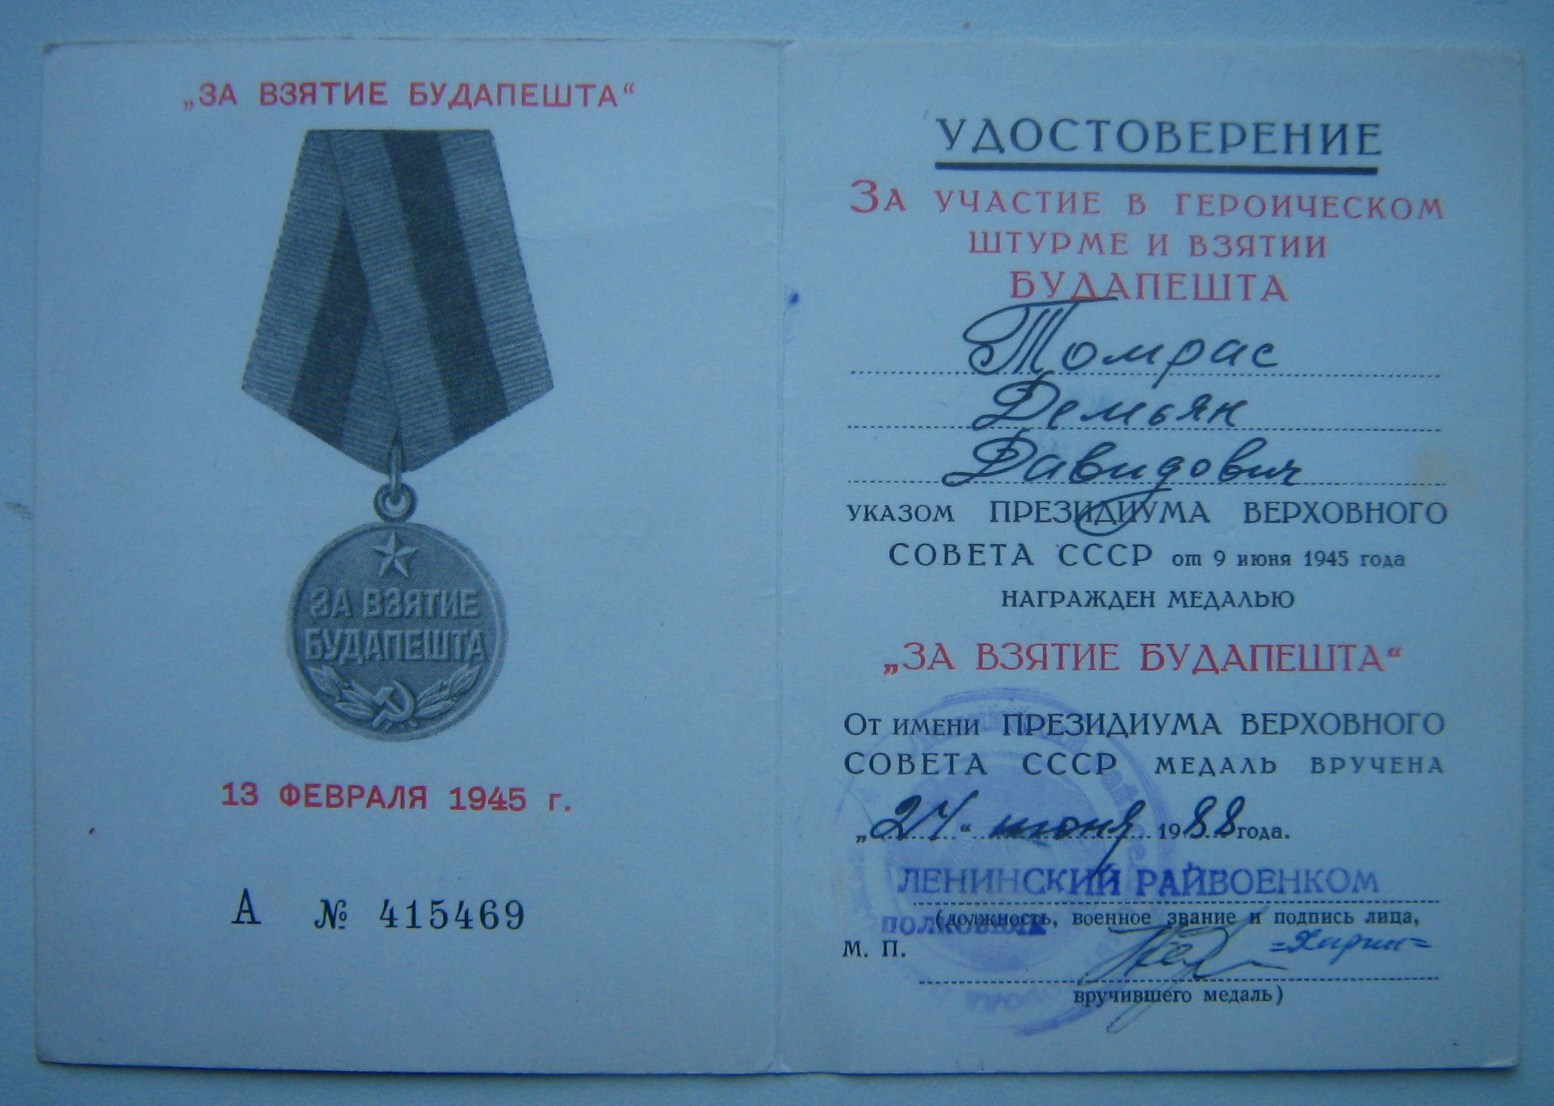 „ЗА ВЗЯТИЕ БУДАПЕШТА“
ЗА ВЗЯТИЕ
БУДАПЕШТА
13 ФЕВРАЛЯ 1945 г.
А № 415469
УДОСТОВЕРЕНИЕ
ЗА УЧАСТИЕ В ГЕРОИЧЕСКОМ
ШТУРМЕ И ВЗЯТИИ
БУДАПЕШТА
Томрас
Демьян
Давидович
УКАЗОМ ПРЕЗИДИУМА ВЕРХОВНОГО
СОВЕТА СССР от 9 июня 1945 года
НАГРАЖДЕН МЕДАЛЬЮ
„ЗА ВЗЯТИЕ БУДАПЕШТА“
ОТ ИМЕНИ ПРЕЗИДИУМА ВЕРХОВНОГО
СОВЕТА СССР МЕДАЛЬ ВРУЧЕНА
„24“ июня 1988 года.
ЛЕНИНСКИЙ РАЙВОЕНКОМ
(должность, военное звание и подпись лица,
ПОЛКОВНИК
М. П. =Харин=
вручившего медаль)